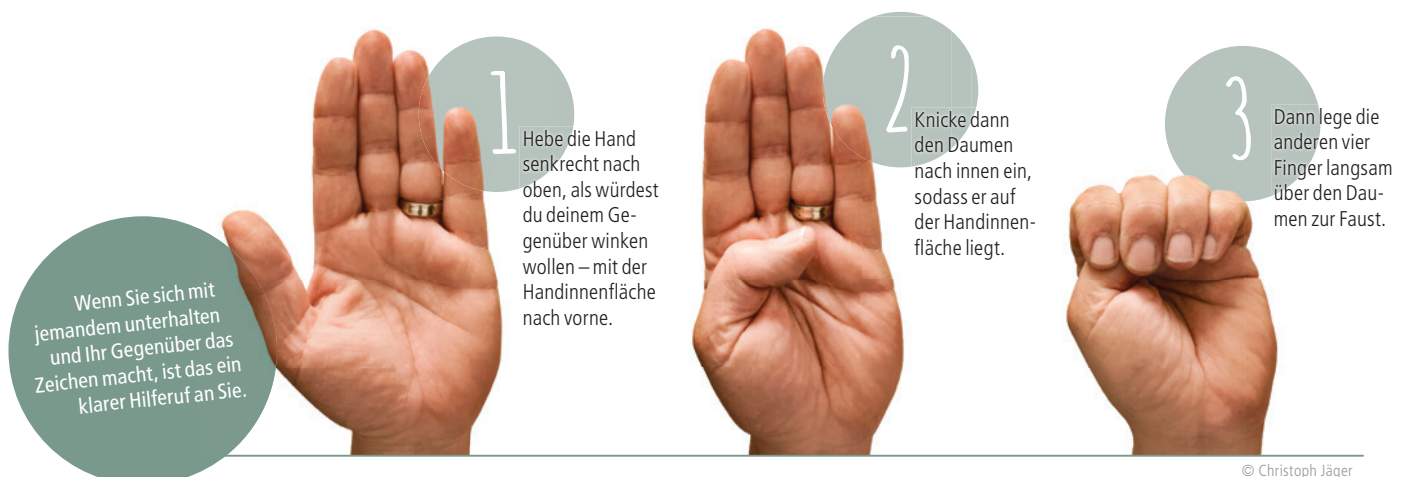 1
Hebe die Hand
senkrecht nach
oben, als würdest
du deinem Ge-
genüber winken
wollen – mit der
Handinnenfläche
nach vorne.
2
Knicke dann
den Daumen
nach innen ein,
sodass er auf
der Handinnen-
fläche liegt.
3
Dann lege die
anderen vier
Finger langsam
über den Dau-
men zur Faust.
Wenn Sie sich mit
jemandem unterhalten
und Ihr Gegenüber das
Zeichen macht, ist das ein
klarer Hilferuf an Sie.
© Christoph Jäger